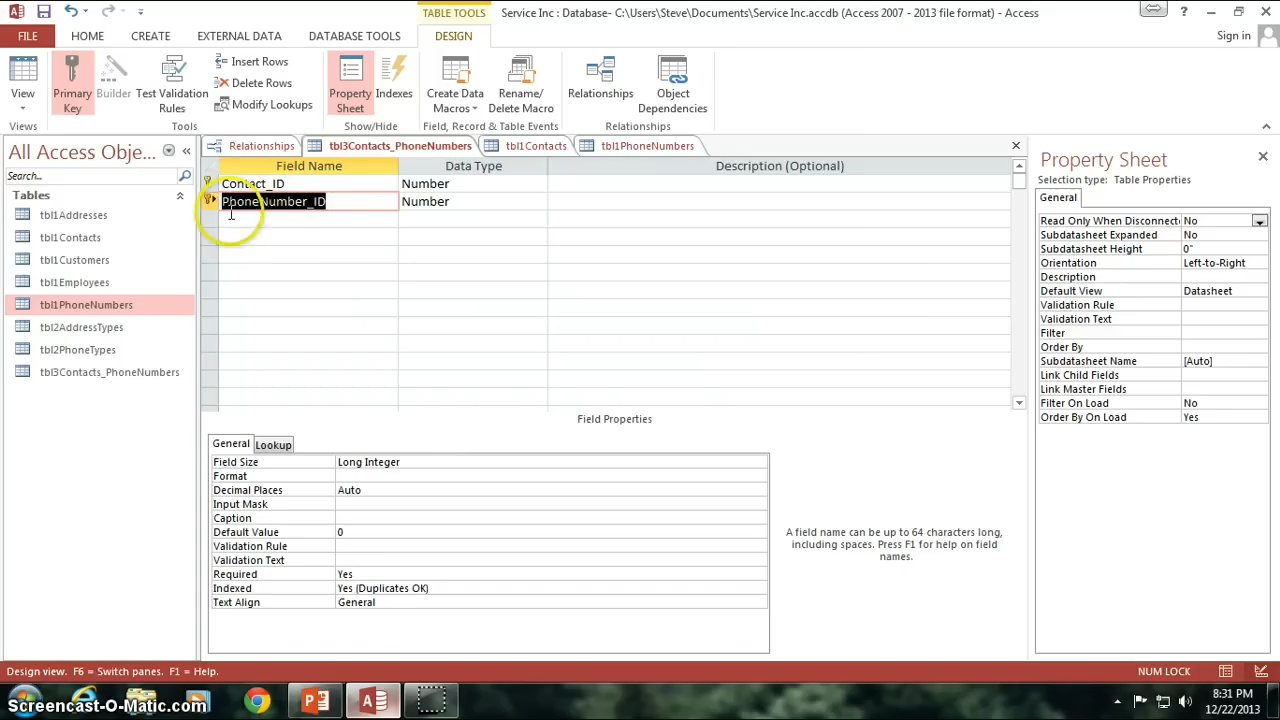 TABLE TOOLS
Service Inc : Database- C:\Users\Steve\Documents\Service Inc.accdb (Access 2007 - 2013 file format) - Access
?
FILE
HOME
CREATE
EXTERNAL DATA
DATABASE TOOLS
DESIGN
Sign in
View
Primary Key
Builder
Test Validation Rules
Insert Rows
Delete Rows
Modify Lookups
Property Sheet
Indexes
Create Data Macros
Rename/ Delete Macro
Relationships
Object Dependencies
Views
Tools
Show/Hide
Field, Record & Table Events
Relationships
All Access Obje...
Search...
Tables
tbl1Addresses
tbl1Contacts
tbl1Customers
tbl1Employees
tbl1PhoneNumbers
tbl2AddressTypes
tbl2PhoneTypes
tbl3Contacts_PhoneNumbers
Relationships
tbl3Contacts_PhoneNumbers
tbl1Contacts
tbl1PhoneNumbers
Field Name Data Type Description (Optional)
Contact_ID Number
PhoneNumber_ID Number
Field Properties
General Lookup
Field Size Long Integer
Format
Decimal Places Auto
Input Mask
Caption
Default Value 0
Validation Rule
Validation Text
Required Yes
Indexed Yes (Duplicates OK)
Text Align General
A field name can be up to 64 characters long,
including spaces. Press F1 for help on field
names.
Property Sheet
Selection type: Table Properties
General
Read Only When Disconnecte No
Subdatasheet Expanded No
Subdatasheet Height 0"
Orientation Left-to-Right
Description
Default View Datasheet
Validation Rule
Validation Text
Filter
Order By
Subdatasheet Name [Auto]
Link Child Fields
Link Master Fields
Filter On Load No
Order By On Load Yes
Design view. F6 = Switch panes. F1 = Help.
NUM LOCK
Screencast-O-Matic.com
8:31 PM
12/22/2013